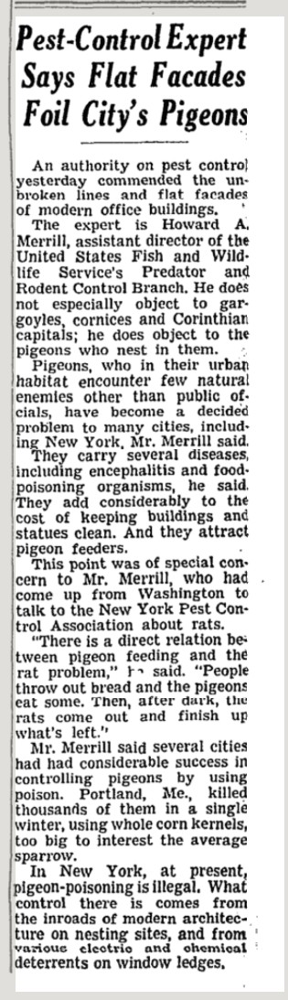 Pest-Control Expert
Says Flat Facades
Foil City's Pigeons
An authority on pest control
yesterday commended the un-
broken lines and flat facades
of modern office buildings.
The expert is Howard A.
Merrill, assistant director of the
United States Fish and Wild-
life Service's Predator and
Rodent Control Branch. He does
not especially object to gar-
goyles, cornices and Corinthian
capitals; he does object to the
pigeons who nest in them.
Pigeons, who in their urban
habitat encounter few natural
enemies other than public of-
cials, have become a decided
problem to many cities, includ-
ing New York, Mr. Merrill said.
They carry several diseases,
including encephalitis and food-
poisoning organisms, he said.
They add considerably to the
cost of keeping buildings and
statues clean. And they attract
pigeon feeders.
This point was of special con-
cern to Mr. Merrill, who had
come up from Washington to
talk to the New York Pest Con-
trol Association about rats.
"There is a direct relation be-
tween pigeon feeding and the
rat problem," said. "People
throw out bread and the pigeons
eat some. Then, after dark, the
rats come out and finish up
what's left."
Mr. Merrill said several cities
had had considerable success in
controlling pigeons by using
poison. Portland, Me., killed
thousands of them in a single
winter, using whole corn kernels,
too big to interest the average
sparrow.
In New York, at present,
pigeon-poisoning is illegal. What
control there is comes from
the inroads of modern architec-
ture on nesting sites, and from
various electric and chemical
deterrents on window ledges.